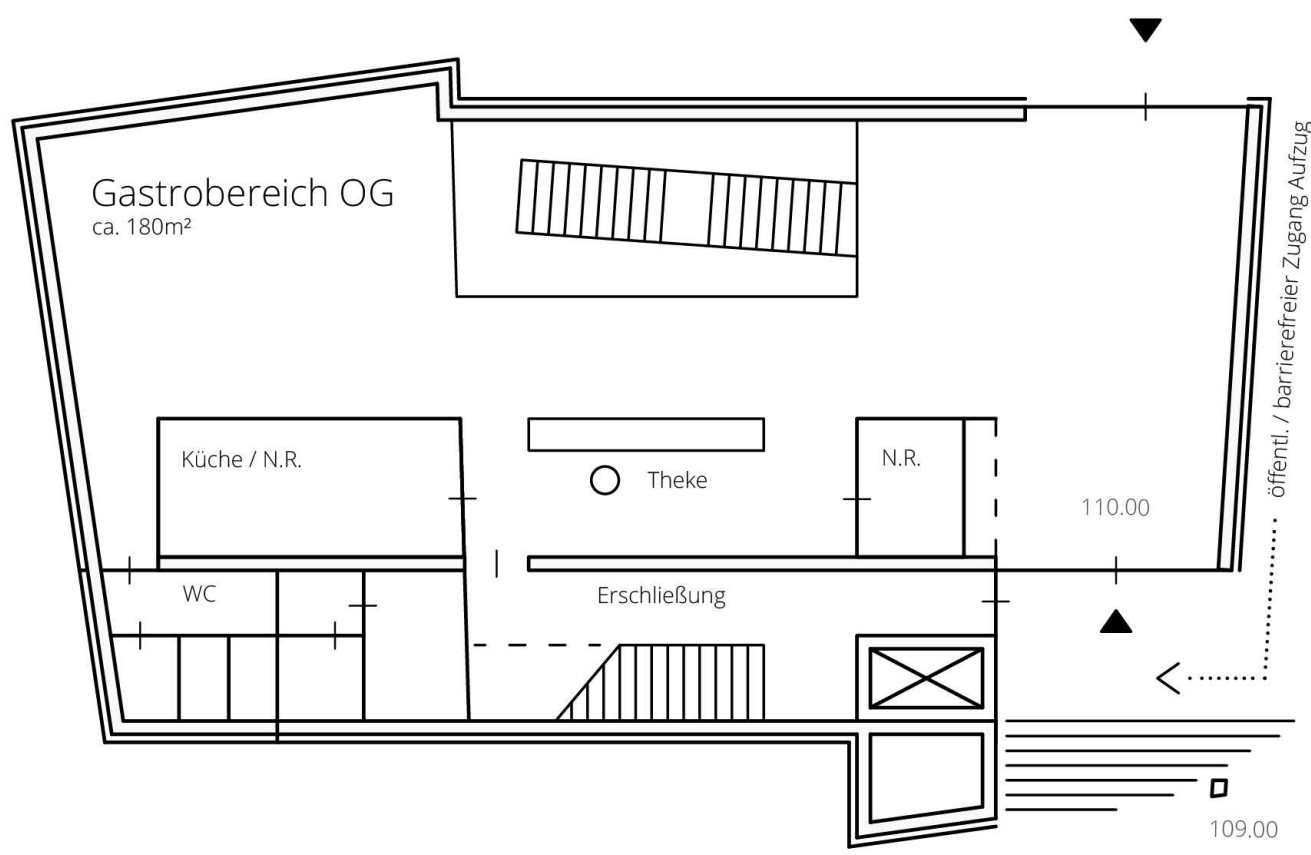 Gastrobereich OG
ca. 180m²
öffentl. / barrierefreier Zugang Aufzug
Küche / N.R.
Theke
N.R.
110.00
WC
Erschließung
109.00